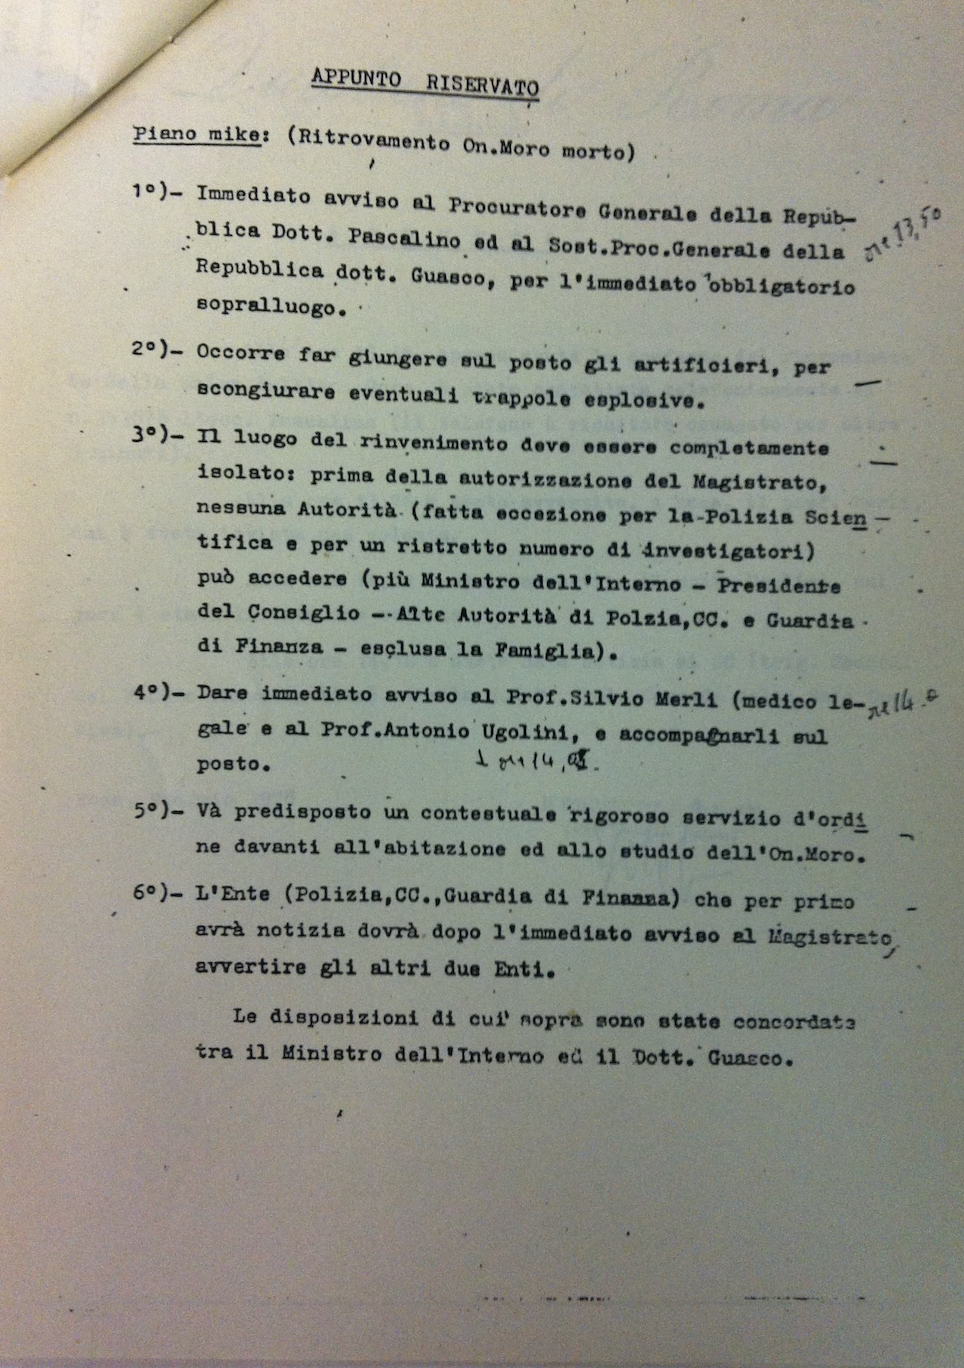 APPUNTO RISERVATO
Piano mike: (Ritrovamento On.Moro morto)
1°)- Immediato avviso al Procuratore Generale della Repub-
blica Dott. Pascalino ed al Sost.Proc.Generale della
ore 13,50
Repubblica dott. Guasco, per l'immediato obbligatorio
sopralluogo.
2°)- Occorre far giungere sul posto gli artificieri, per
scongiurare eventuali trappole esplosive.
3°)- Il luogo del rinvenimento deve essere completamente
isolato: prima della autorizzazione del Magistrato,
nessuna Autorità (fatta eccezione per la Polizia Scien
tifica e per un ristretto numero di investigatori)
può accedere (più Ministro dell'Interno - Presidente
del Consiglio - Alte Autorità di Polzia,CC. e Guardia
di Finanza - esclusa la Famiglia).
4°)- Dare immediato avviso al Prof.Silvio Merli (medico le-
gale e al Prof.Antonio Ugolini, e accompagnarli sul
posto.
5°)- Và predisposto un contestuale rigoroso servizio d'ordi
ne davanti all'abitazione ed allo studio dell'On.Moro.
6°)- L'Ente (Polizia,CC.,Guardia di Finanza) che per primo
avrà notizia dovrà dopo l'immediato avviso al Magistrato,
avvertire gli altri due Enti.
Le disposizioni di cui sopra sono state concordate
tra il Ministro dell'Interno ed il Dott. Guasco.